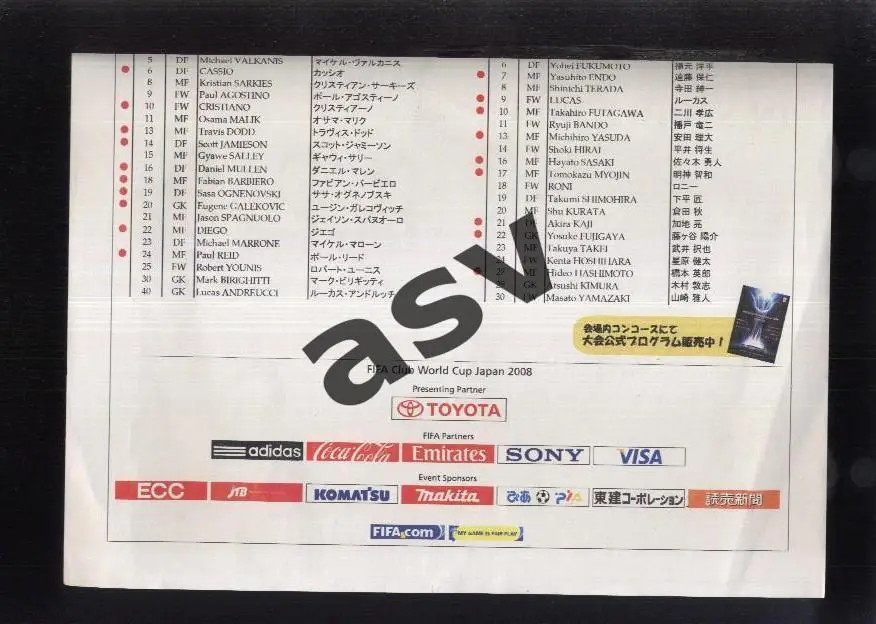 5 DF Michael VALKANIS マイケル・ヴァルカニス
6 DF CASSIO カッシオ
8 MF Kristian SARKIES クリスティアン・サーキーズ
9 FW Paul AGOSTINO ポール・アゴスティーノ
10 FW CRISTIANO クリスティアーノ
11 MF Osama MALIK オサマ・マリク
13 MF Travis DODD トラヴィス・ドッド
14 DF Scott JAMIESON スコット・ジャミーソン
15 MF Gyawe SALLEY ギャウィ・サリー
16 DF Daniel MULLEN ダニエル・マレン
18 MF Fabian BARBIERO ファビアン・バービエロ
19 DF Sasa OGNENOVSKI ササ・オグネノブスキ
20 GK Eugene GALEKOVIC ユージン・ガレコヴィッチ
21 MF Jason SPAGNUOLO ジェイソン・スパヌオーロ
22 MF DIEGO ジエゴ
23 DF Michael MARRONE マイケル・マローン
24 MF Paul REID ポール・リード
25 FW Robert YOUNIS ロバート・ユーニス
30 GK Mark BIRIGHITTI マーク・ビリギッティ
40 GK Lucas ANDREUCCI ルーカス・アンドルッチ
6 DF Yohei FUKUMOTO 福元 洋平
7 MF Yasuhito ENDO 遠藤 保仁
8 MF Shinichi TERADA 寺田 紳一
9 FW LUCAS ルーカス
10 MF Takahiro FUTAGAWA 二川 孝広
11 FW Ryuji BANDO 播戸 竜二
13 MF Michihiro YASUDA 安田 理大
14 FW Shoki HIRAI 平井 将生
16 MF Hayato SASAKI 佐々木 勇人
17 MF Tomokazu MYOJIN 明神 智和
18 FW RONI ロニー
19 DF Takumi SHIMOHIRA 下平 匠
20 MF Shu KURATA 倉田 秋
21 DF Akira KAJI 加地 亮
22 GK Yosuke FUJIGAYA 藤ヶ谷 陽介
23 MF Takuya TAKEI 武井 択也
24 FW Kenta HOSHIHARA 星原 健太
27 MF Hideo HASHIMOTO 橋本 英郎
GK Atsushi KIMURA 木村 敦志
30 FW Masato YAMAZAKI 山崎 雅人
asv
会場内コンコースにて
大会公式プログラム販売中!
FIFA Club World Cup Japan 2008
Presenting Partner
TOYOTA
FIFA Partners
adidas Coca-Cola Emirates SONY VISA
Event Sponsors
ECC JTB KOMATSU makita ぴあ PIA 東建コーポレーション 読売新聞
FIFA.com MY GAME IS FAIR PLAY